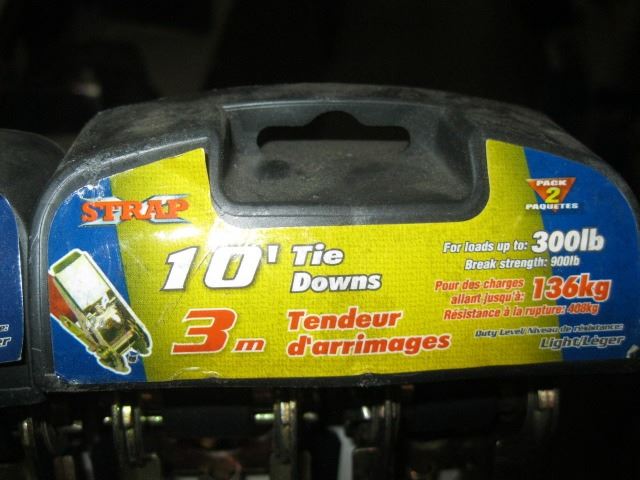 STRAP
PACK
2
PAQUETES
10' Tie Downs
For loads up to: 300lb
Break strength: 900lb
Pour des charges allant jusqu'à: 136kg
Résistance à la rupture: 408kg
3m Tendeur d'arrimages
Duty Level/Niveau de résistance:
Light/Léger